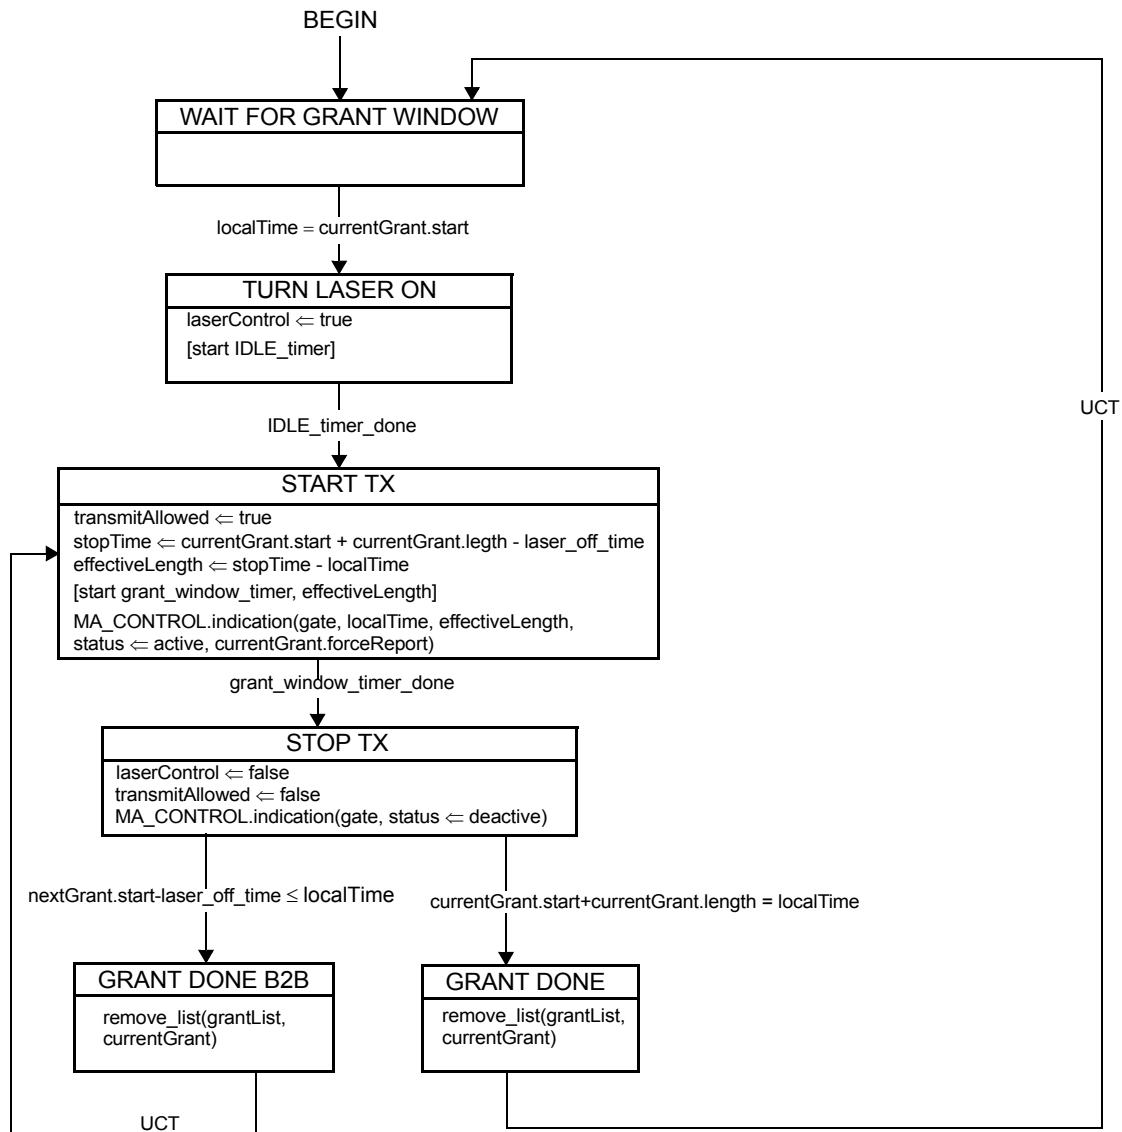 BEGIN
WAIT FOR GRANT WINDOW
localTime = currentGrant.start
TURN LASER ON
laserControl ⇐ true
[start IDLE_timer]
UCT
IDLE_timer_done
START TX
transmitAllowed ⇐ true
stopTime ⇐ currentGrant.start + currentGrant.legth - laser_off_time
effectiveLength ⇐ stopTime - localTime
[start grant_window_timer, effectiveLength]
MA_CONTROL.indication(gate, localTime, effectiveLength,
status ⇐ active, currentGrant.forceReport)
grant_window_timer_done
STOP TX
laserControl ⇐ false
transmitAllowed ⇐ false
MA_CONTROL.indication(gate, status ⇐ deactive)
nextGrant.start-laser_off_time ≤ localTime
currentGrant.start+currentGrant.length = localTime
GRANT DONE B2B
remove_list(grantList,
currentGrant)
GRANT DONE
remove_list(grantList,
currentGrant)
UCT